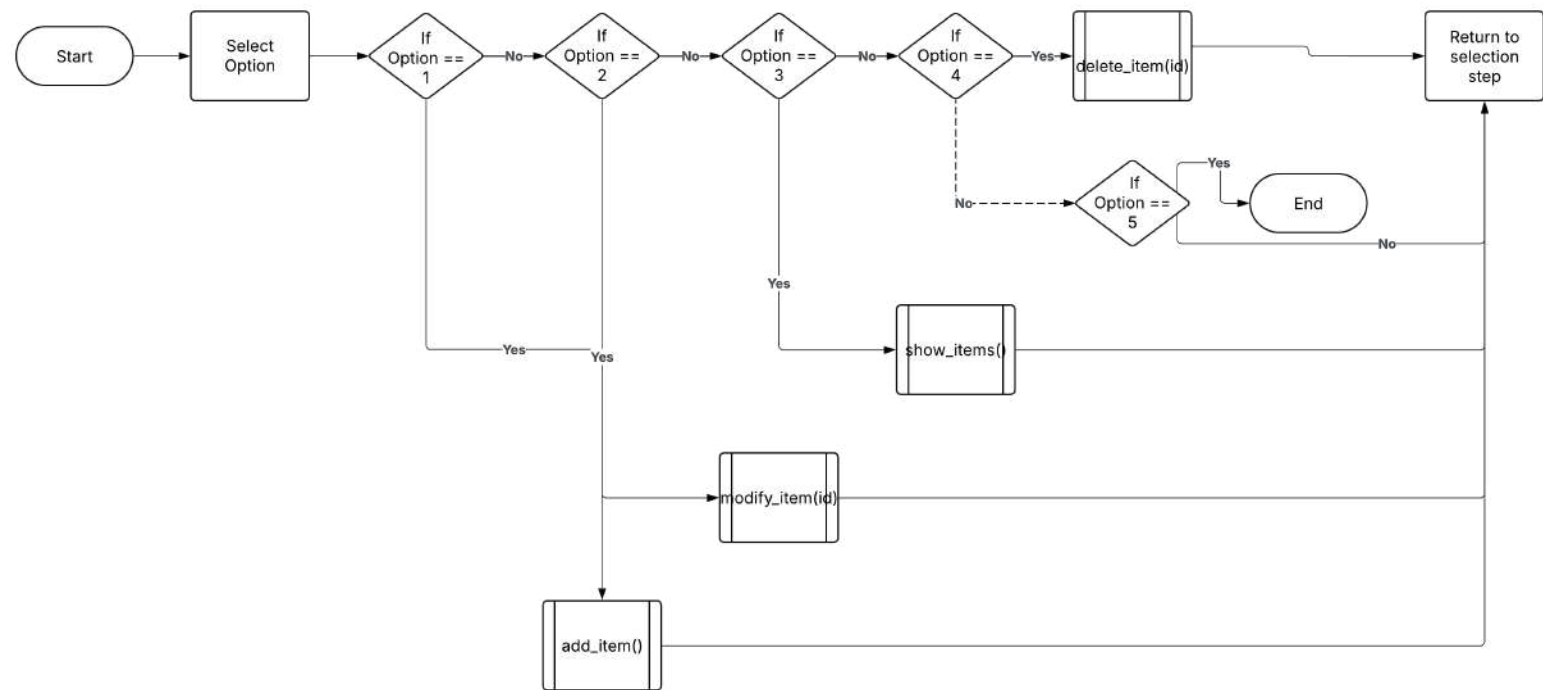 Start
Select
Option
If
Option ==
1
No
If
Option ==
2
No
If
Option ==
3
No
If
Option ==
4
Yes
delete_item(id)
Return to
selection
step
No
If
Option ==
5
Yes
End
No
Yes
show_items()
Yes
Yes
modify_item(id)
add_item()